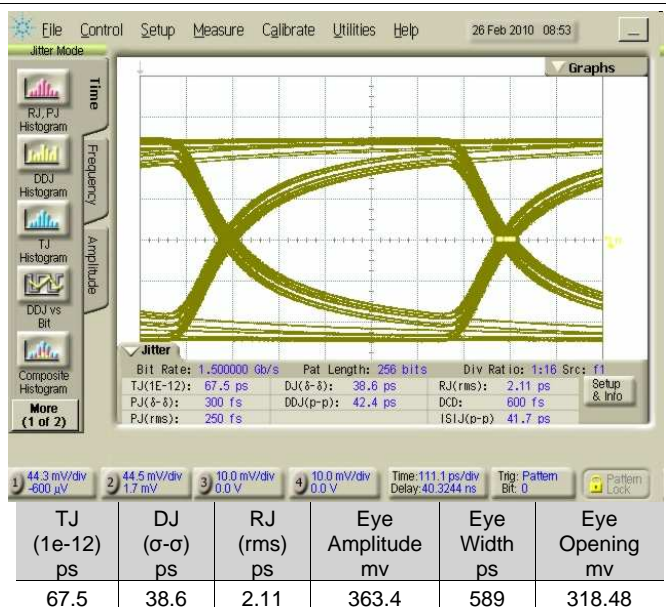 File Control Setup Measure Calibrate Utilities Help 26 Feb 2010 08:53
Jitter Mode
Graphs
Time
Frequency
Amplitude
RJ, PJ
Histogram
DDJ
Histogram
TJ
Histogram
DDJ vs
Bit
Composite
Histogram
More
(1 of 2)
Jitter
Bit Rate: 1.500000 Gb/s Pat Length: 256 bits Div Ratio: 1:16 Src: f1
TJ(1E-12): 67.5 ps DJ(δ-δ): 38.6 ps RJ(rms): 2.11 ps
PJ(δ-δ): 300 fs DDJ(p-p): 42.4 ps DCD: 600 fs
PJ(rms): 250 fs ISIJ(p-p) 41.7 ps
Setup
& Info
1) 44.3 mV/div 2) 44.5 mV/div 3) 10.0 mV/div 4) 10.0 mV/div Time:111.1 ps/div Trig: Pattern Pattern
-600 µV 1.7 mV 0.0 V 0.0 V Delay:40.3244 ns Bit: 0 Lock
TJ DJ RJ Eye Eye Eye
(1e-12) (σ-σ) (rms) Amplitude Width Opening
ps ps ps mv ps mv
67.5 38.6 2.11 363.4 589 318.48